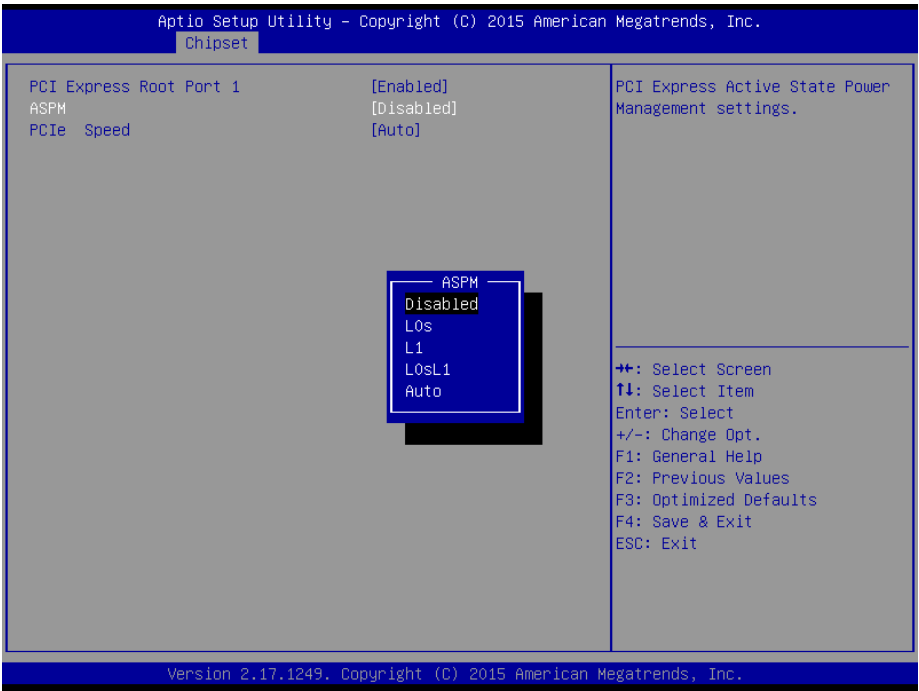 Aptio Setup Utility – Copyright (C) 2015 American Megatrends, Inc.
Chipset
PCI Express Root Port 1 [Enabled]
ASPM [Disabled]
PCIe Speed [Auto]
PCI Express Active State Power
Management settings.
ASPM
Disabled
L0s
L1
L0sL1
Auto
→←: Select Screen
↑↓: Select Item
Enter: Select
+/-: Change Opt.
F1: General Help
F2: Previous Values
F3: Optimized Defaults
F4: Save & Exit
ESC: Exit
Version 2.17.1249. Copyright (C) 2015 American Megatrends, Inc.